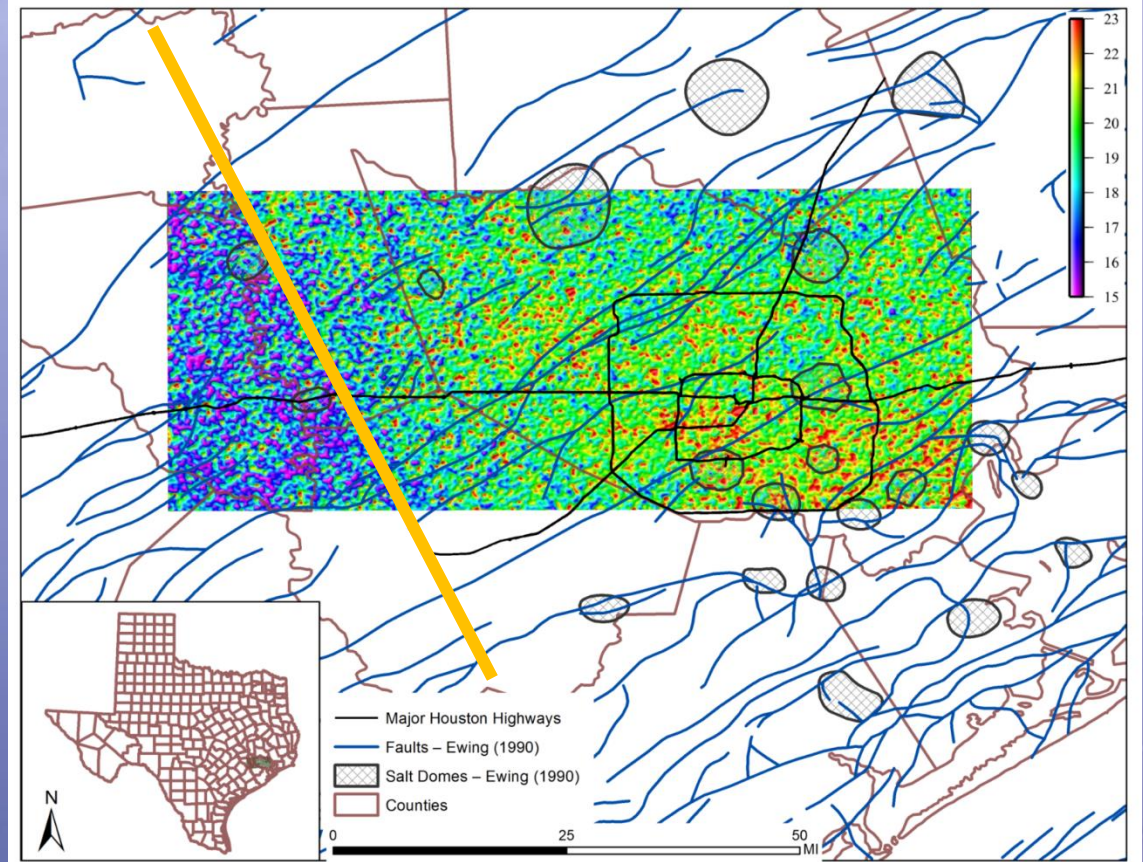 23
22
21
20
19
18
17
16
15
N
Major Houston Highways
Faults – Ewing (1990)
Salt Domes – Ewing (1990)
Counties
0 25 50
MI